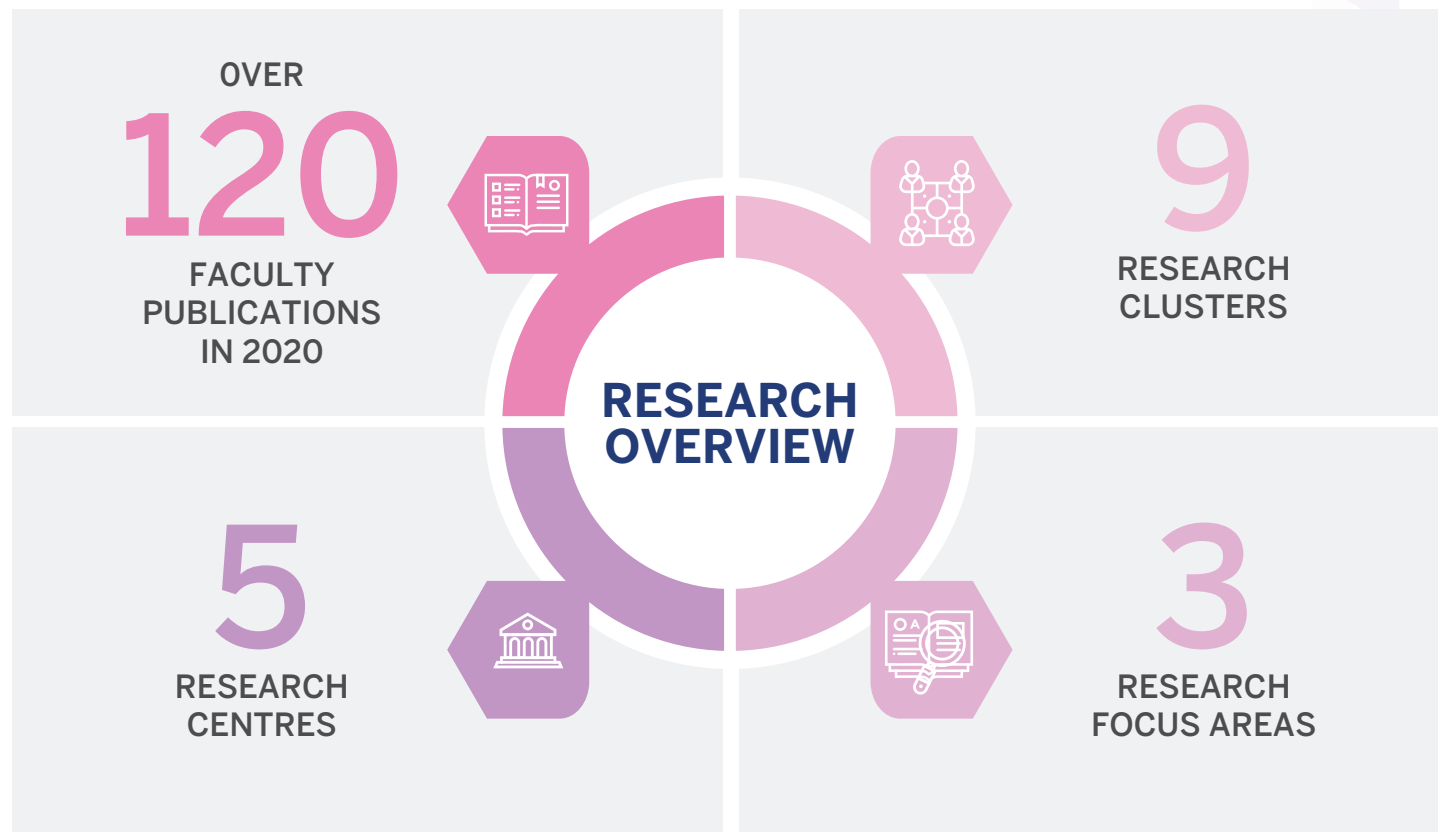 OVER
120
FACULTY
PUBLICATIONS
IN 2020
9
RESEARCH
CLUSTERS
RESEARCH
OVERVIEW
5
RESEARCH
CENTRES
3
RESEARCH
FOCUS AREAS
A